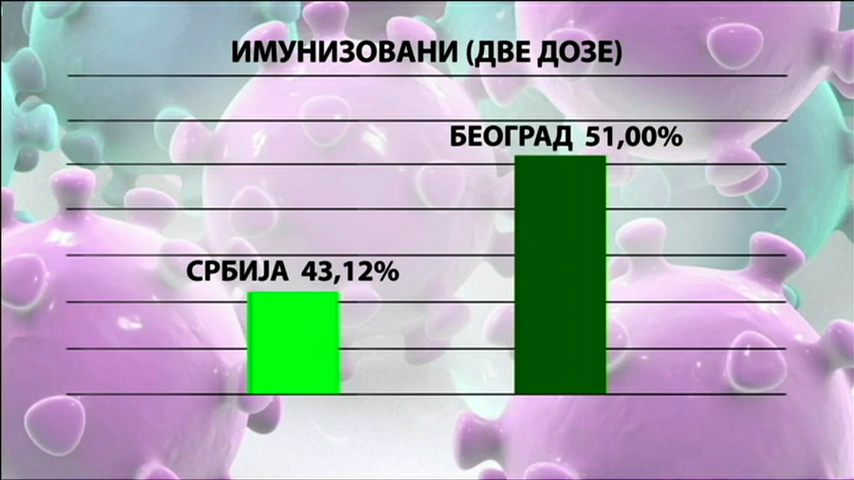 ИМУНИЗОВАНИ (ДВЕ ДОЗЕ)
БЕОГРАД 51,00%
СРБИЈА 43,12%